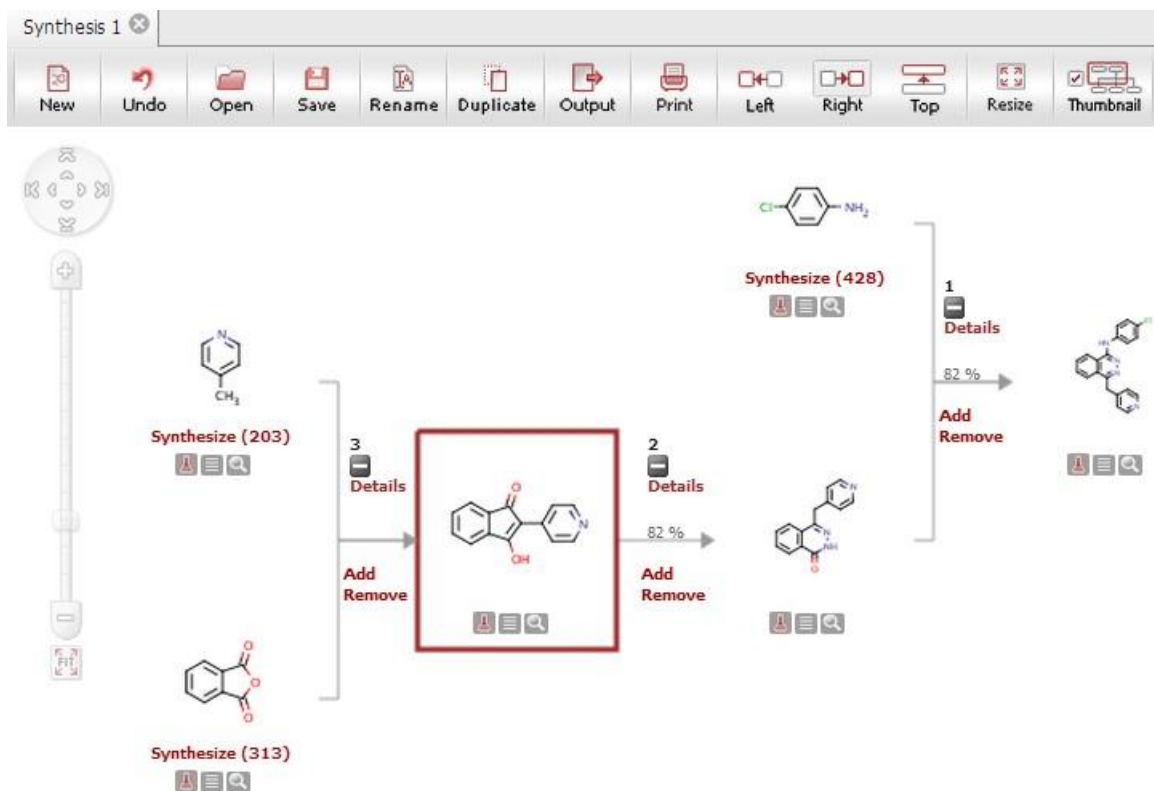 Synthesis 1
New Undo Open Save Rename Duplicate Output Print Left Right Top Resize Thumbnail
Cl NH₂
Synthesize (428)
1
Details
82 %
Add
Remove
N
CH₃
Synthesize (203)
3
Details
Add
Remove
O
N
OH
2
Details
82 %
Add
Remove
N
N
NH
O
Cl
HN
N
N
N
O
O
O
Synthesize (313)
FIT